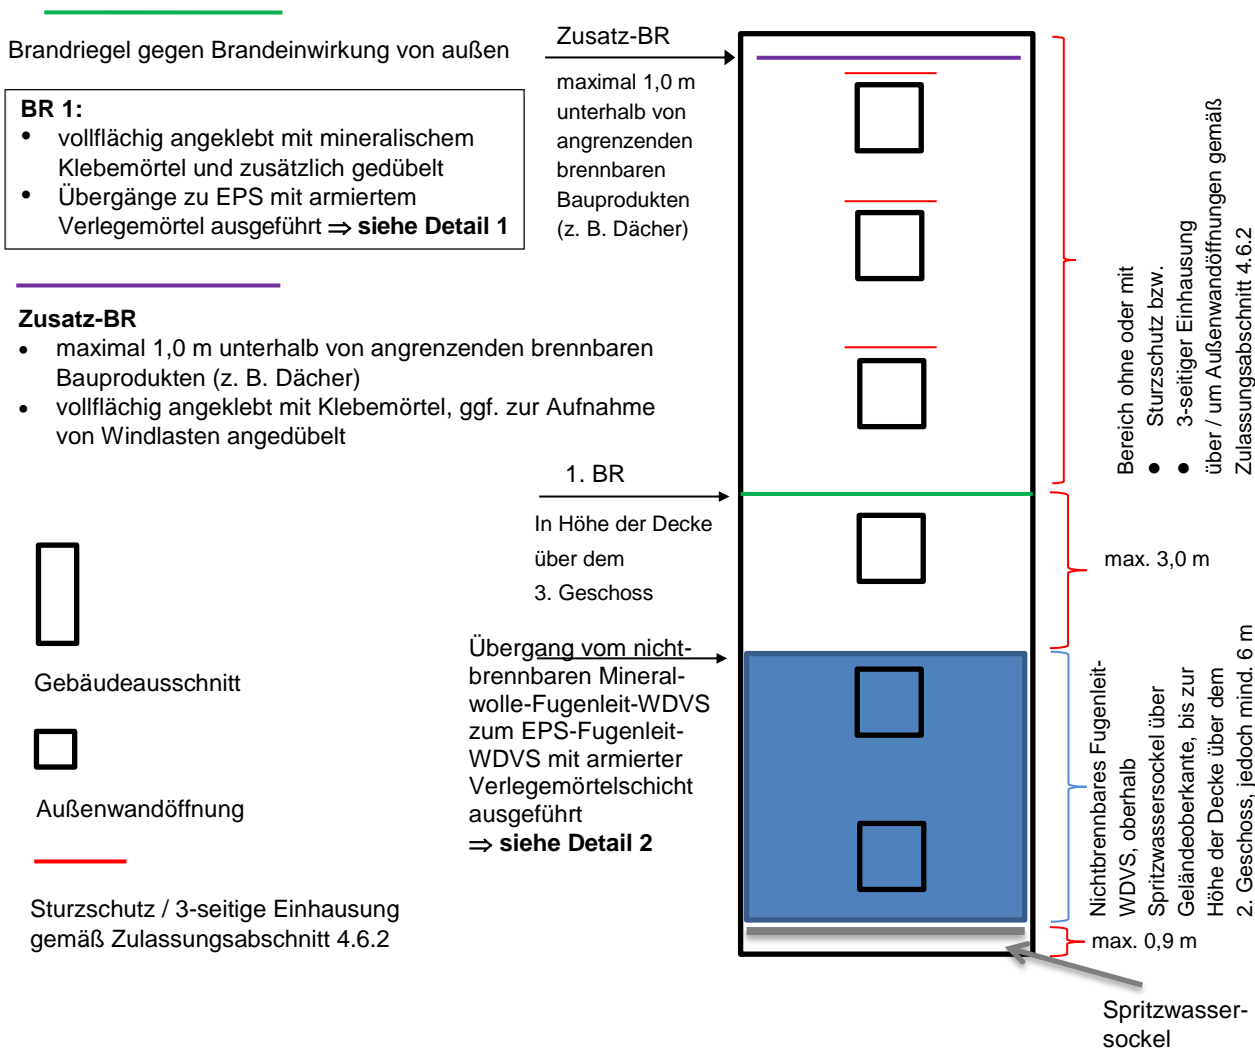 Brandriegel gegen Brandeinwirkung von außen
BR 1:
• vollflächig angeklebt mit mineralischem
Klebemörtel und zusätzlich gedübelt
• Übergänge zu EPS mit armiertem
Verlegemörtel ausgeführt ⇒ siehe Detail 1
Zusatz-BR
• maximal 1,0 m unterhalb von angrenzenden brennbaren
Bauprodukten (z. B. Dächer)
• vollflächig angeklebt mit Klebemörtel, ggf. zur Aufnahme
von Windlasten angedübelt
Gebäudeausschnitt
Außenwandöffnung
Sturzschutz / 3-seitige Einhausung
gemäß Zulassungsabschnitt 4.6.2
Zusatz-BR
maximal 1,0 m
unterhalb von
angrenzenden
brennbaren
Bauprodukten
(z. B. Dächer)
1. BR
In Höhe der Decke
über dem
3. Geschoss
Übergang vom nicht-
brennbaren Mineral-
wolle-Fugenleit-WDVS
zum EPS-Fugenleit-
WDVS mit armierter
Verlegemörtelschicht
ausgeführt
⇒ siehe Detail 2
Bereich ohne oder mit
• Sturzschutz bzw.
• 3-seitiger Einhausung
über / um Außenwandöffnungen gemäß
Zulassungsabschnitt 4.6.2
max. 3,0 m
Nichtbrennbares Fugenleit-
WDVS, oberhalb
Spritzwassersockel über
Geländeoberkante, bis zur
Höhe der Decke über dem
2. Geschoss, jedoch mind. 6 m
max. 0,9 m
Spritzwasser-
sockel